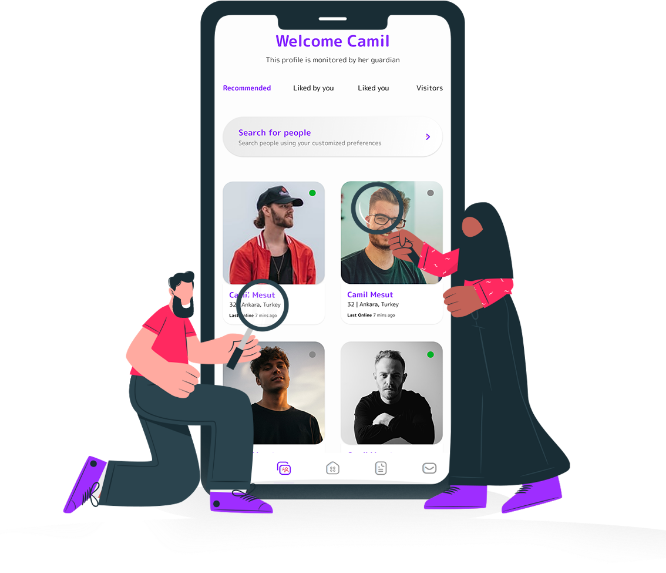 Welcome Camil
This profile is monitored by her guardian
Recommended Liked by you Liked you Visitors
Search for people
Search people using your customized preferences
Camil Mesut
32 | Ankara, Turkey
Last Online 7 mins ago
Camil Mesut
32 | Ankara, Turkey
Last Online 7 mins ago